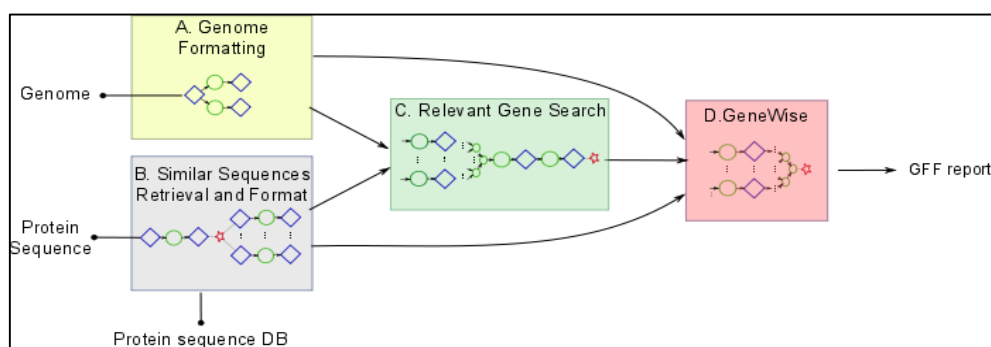 A. Genome
Formatting
Genome
C. Relevant Gene Search
D.GeneWise
B. Similar Sequences
Retrieval and Format
GFF report
Protein
Sequence
Protein sequence DB